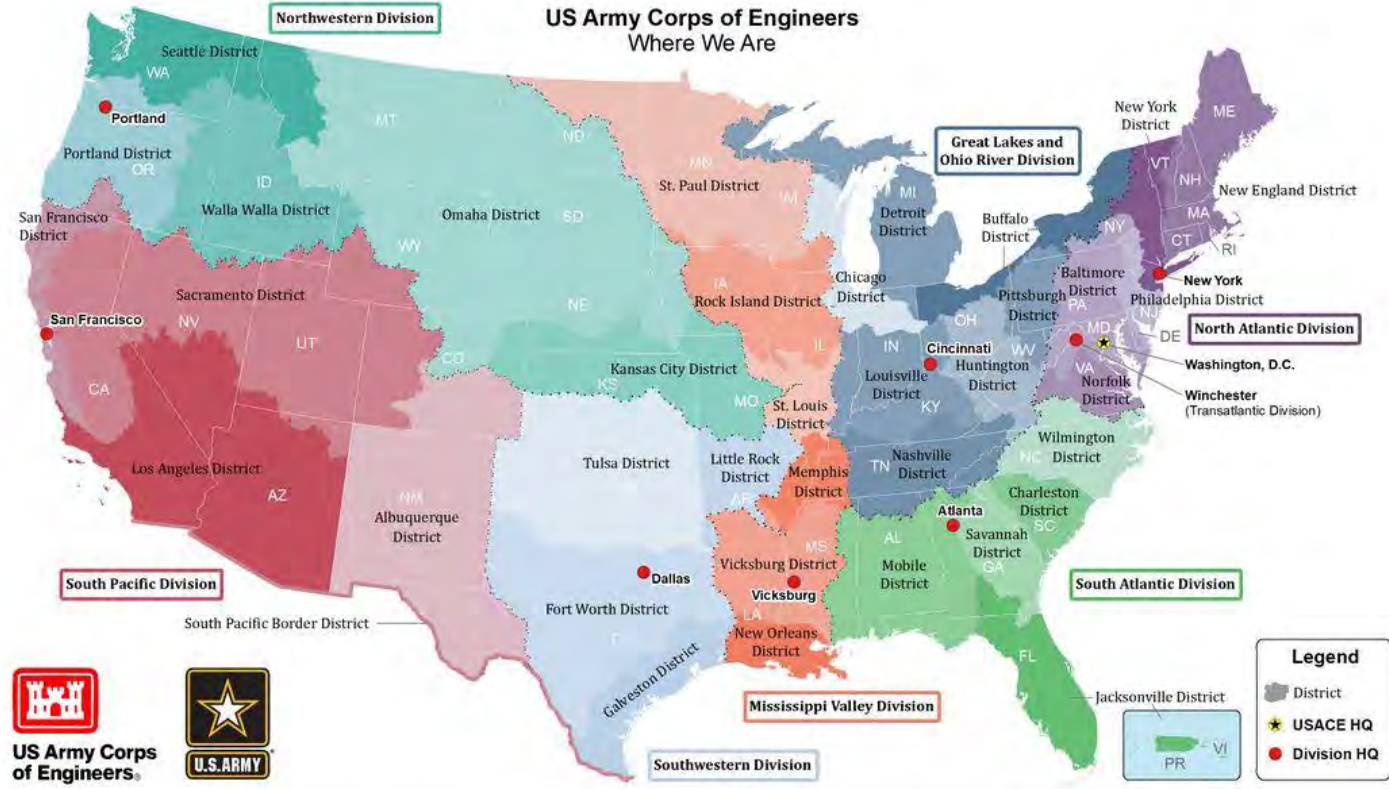 US Army Corps of Engineers
Where We Are
Northwestern Division
Seattle District
WA
Portland
Portland District
OR
MT
ND
ID
Walla Walla District
Omaha District
SD
WY
NE
MN
St. Paul District
WI
Great Lakes and
Ohio River Division
MI
Detroit
District
New York
District
ME
VT
NH
New England District
MA
CT
RI
Buffalo
District
NY
San Francisco
District
Sacramento District
San Francisco
NV
UT
CA
CO
IA
Rock Island District
IL
Chicago
District
Kansas City District
KS
MO
St. Louis
District
Baltimore
District
PA
Pittsburgh
District
New York
Philadelphia District
NJ
North Atlantic Division
OH
IN
Cincinnati
WV
Huntington
District
MD
DE
Washington, D.C.
VA
Norfolk
District
Winchester
(Transatlantic Division)
Louisville
District
KY
Los Angeles District
AZ
NM
Albuquerque
District
Tulsa District
Little Rock
District
AR
Memphis
District
TN
Nashville
District
Wilmington
District
NC
Charleston
District
SC
Atlanta
Savannah
District
GA
AL
Mobile
District
MS
Vicksburg District
Vicksburg
LA
New Orleans
District
Dallas
Fort Worth District
Galveston District
South Pacific Division
South Pacific Border District
South Atlantic Division
FL
Jacksonville District
PR
VI
Mississippi Valley Division
Southwestern Division
US Army Corps
of Engineers®
U.S.ARMY
Legend
District
USACE HQ
Division HQ